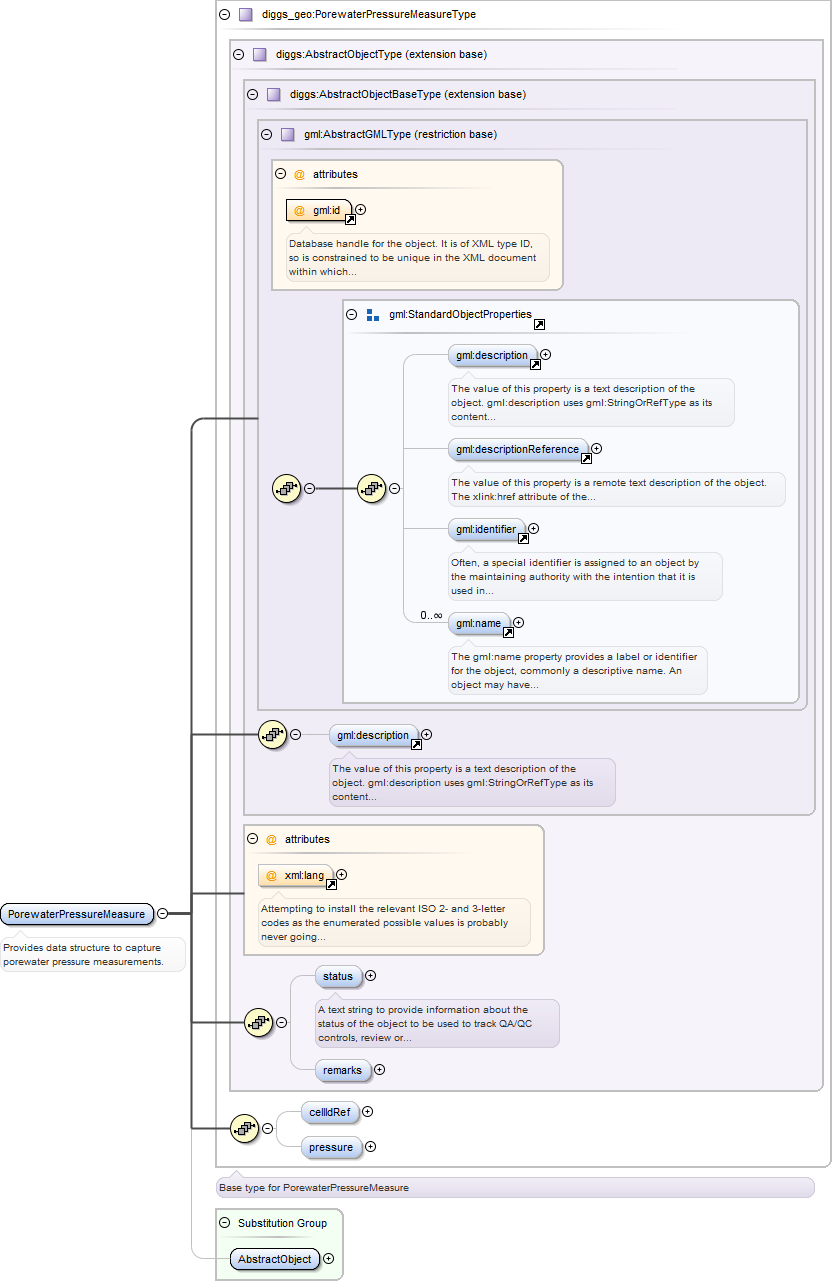 diggs_geo:PorewaterPressureMeasureType
diggs:AbstractObjectType (extension base)
diggs:AbstractObjectBaseType (extension base)
gml:AbstractGMLType (restriction base)
@ attributes
@ gml:id
Database handle for the object. It is of XML type ID,
so is constrained to be unique in the XML document
within which...
gml:StandardObjectProperties
gml:description
The value of this property is a text description of the
object. gml:description uses gml:StringOrRefType as its
content...
gml:descriptionReference
The value of this property is a remote text description of the object.
The xlink:href attribute of the...
gml:identifier
Often, a special identifier is assigned to an object by
the maintaining authority with the intention that it is
used in...
0..∞
gml:name
The gml:name property provides a label or identifier
for the object, commonly a descriptive name. An
object may have...
gml:description
The value of this property is a text description of the
object. gml:description uses gml:StringOrRefType as its
content...
@ attributes
@ xml:lang
Attempting to install the relevant ISO 2- and 3-letter
codes as the enumerated possible values is probably
never going...
PorewaterPressureMeasure
Provides data structure to capture
porewater pressure measurements.
status
A text string to provide information about the
status of the object to be used to track QA/QC
controls, review or...
remarks
cellIdRef
pressure
Base type for PorewaterPressureMeasure
Substitution Group
AbstractObject